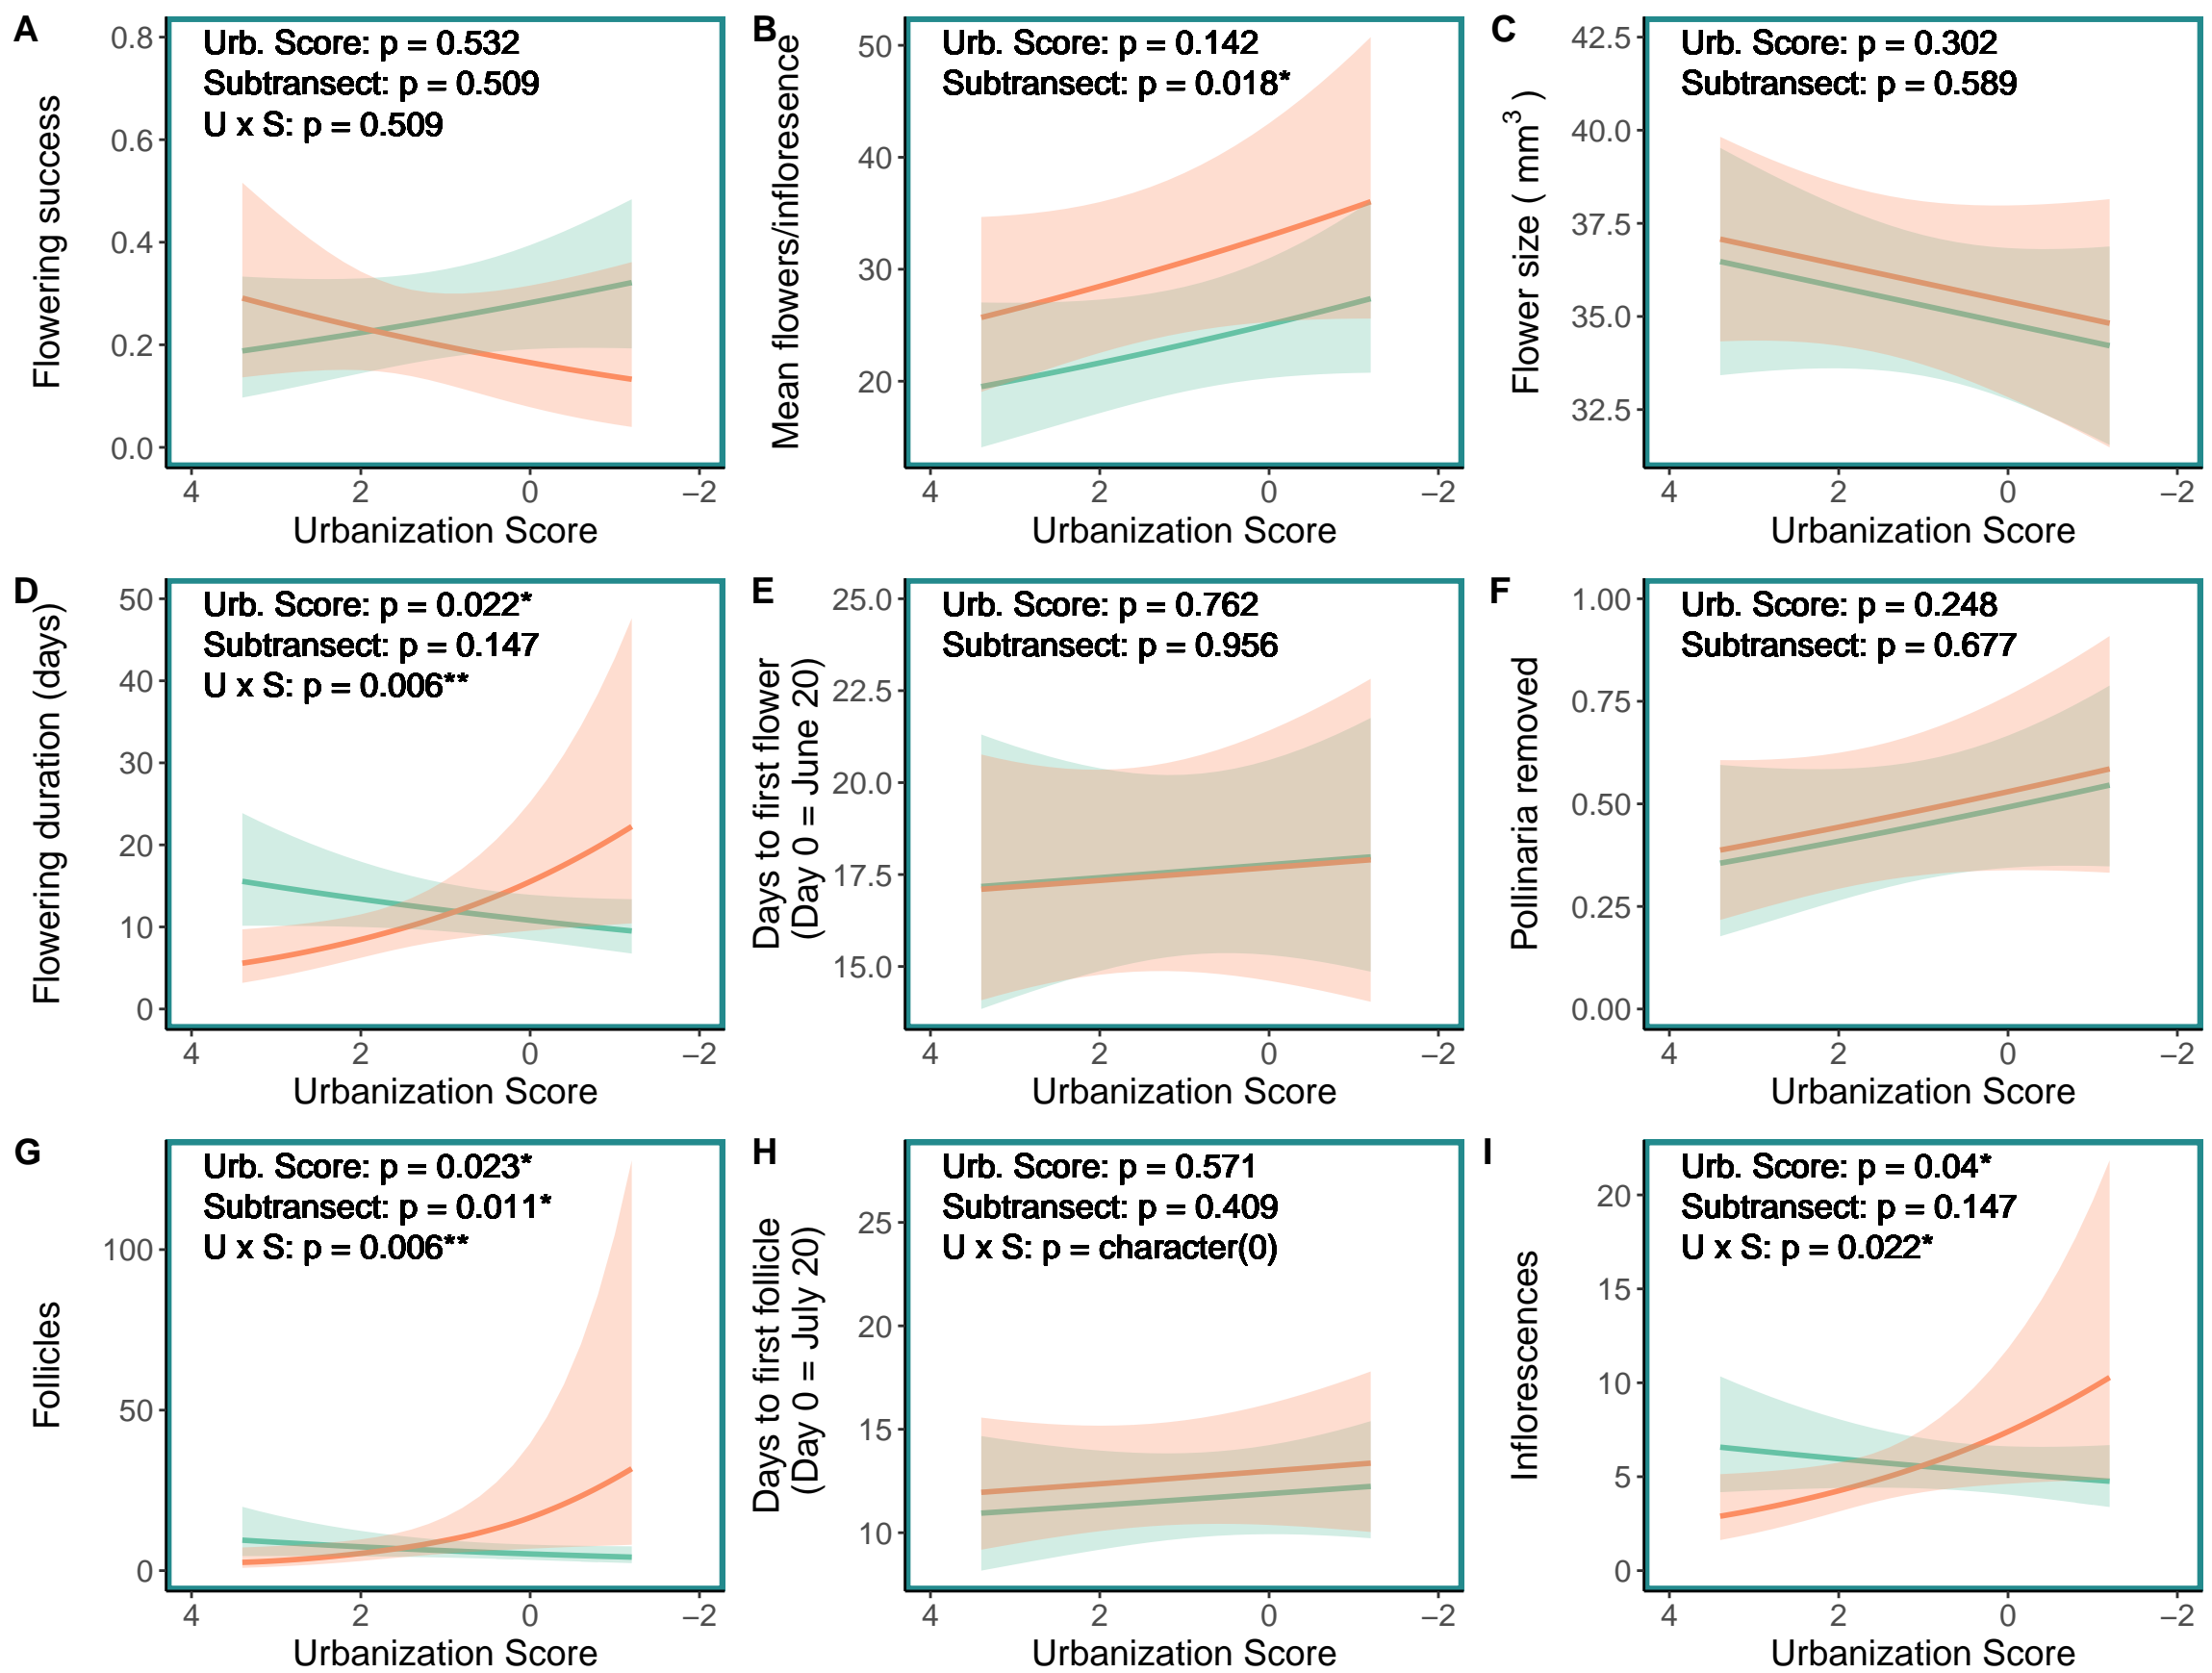 A
Urb. Score: p = 0.532
Subtransect: p = 0.509
U x S: p = 0.509
Flowering success
0.8
0.6
0.4
0.2
0.0
4 2 0 −2
Urbanization Score
B
Urb. Score: p = 0.142
Subtransect: p = 0.018*
Mean flowers/infloresence
50
40
30
20
4 2 0 −2
Urbanization Score
C
Urb. Score: p = 0.302
Subtransect: p = 0.589
Flower size ( mm³ )
42.5
40.0
37.5
35.0
32.5
4 2 0 −2
Urbanization Score
D
Urb. Score: p = 0.022*
Subtransect: p = 0.147
U x S: p = 0.006**
Flowering duration (days)
50
40
30
20
10
0
4 2 0 −2
Urbanization Score
E
Urb. Score: p = 0.762
Subtransect: p = 0.956
Days to first flower
(Day 0 = June 20)
25.0
22.5
20.0
17.5
15.0
4 2 0 −2
Urbanization Score
F
Urb. Score: p = 0.248
Subtransect: p = 0.677
Pollinaria removed
1.00
0.75
0.50
0.25
0.00
4 2 0 −2
Urbanization Score
G
Urb. Score: p = 0.023*
Subtransect: p = 0.011*
U x S: p = 0.006**
Follicles
100
50
0
4 2 0 −2
Urbanization Score
H
Urb. Score: p = 0.571
Subtransect: p = 0.409
U x S: p = character(0)
Days to first follicle
(Day 0 = July 20)
25
20
15
10
4 2 0 −2
Urbanization Score
I
Urb. Score: p = 0.04*
Subtransect: p = 0.147
U x S: p = 0.022*
Inflorescences
20
15
10
5
0
4 2 0 −2
Urbanization Score